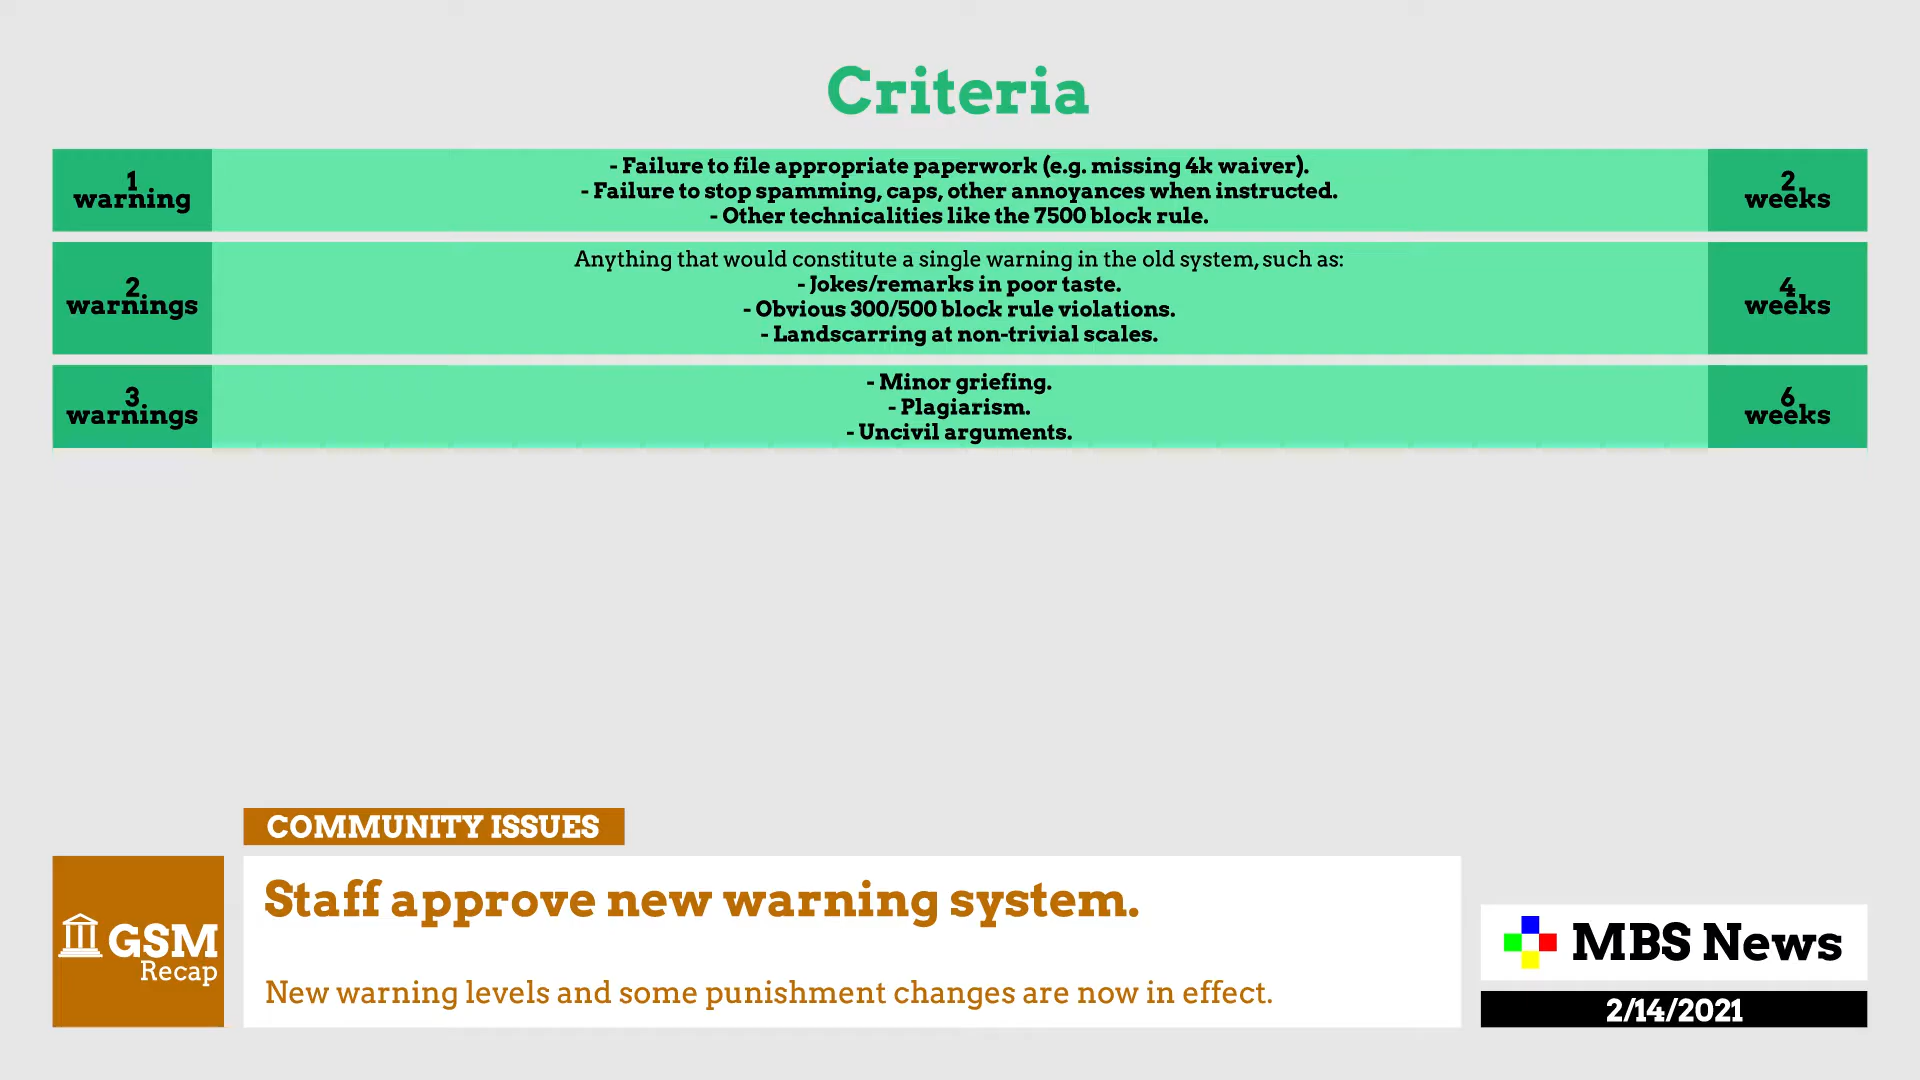 Criteria
1
warning
- Failure to file appropriate paperwork (e.g. missing 4k waiver).
- Failure to stop spamming, caps, other annoyances when instructed.
- Other technicalities like the 7500 block rule.
2
weeks
2
warnings
Anything that would constitute a single warning in the old system, such as:
- Jokes/remarks in poor taste.
- Obvious 300/500 block rule violations.
- Landscarring at non-trivial scales.
4
weeks
3
warnings
- Minor griefing.
- Plagiarism.
- Uncivil arguments.
6
weeks
COMMUNITY ISSUES
GSM
Recap
Staff approve new warning system.
New warning levels and some punishment changes are now in effect.
MBS News
2/14/2021